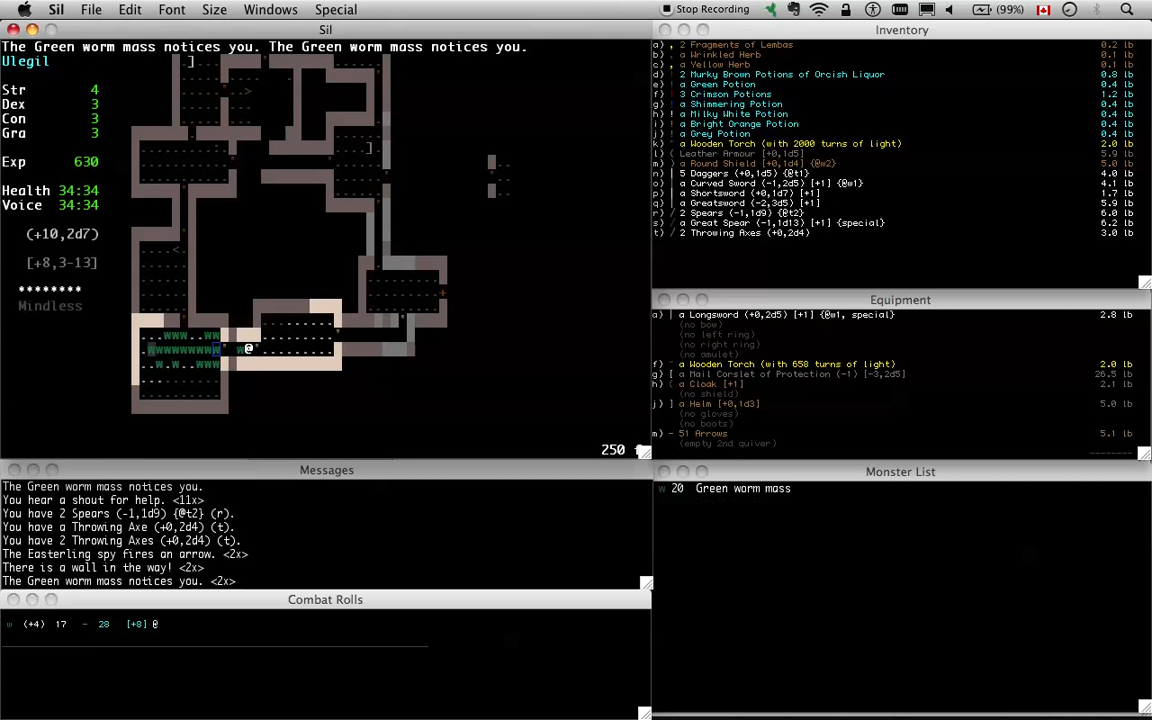 Sil File Edit Font Size Windows Special Stop Recording (99%)
Sil
The Green worm mass notices you. The Green worm mass notices you.
Ulegil
Str 4
Dex 3
Con 3
Gra 3
Exp 630
Health 34:34
Voice 34:34
(+10,2d7)
[+8,3-13]
********
Mindless
250 f
Inventory
a) , 2 Fragments of Lembas 0.2 lb
b) , a Wrinkled Herb 0.1 lb
c) , a Yellow Herb 0.1 lb
d) ! 2 Murky Brown Potions of Orcish Liquor 0.8 lb
e) ! a Green Potion 0.4 lb
f) ! 3 Crimson Potions 1.2 lb
g) ! a Shimmering Potion 0.4 lb
h) ! a Milky White Potion 0.4 lb
i) ! a Bright Orange Potion 0.4 lb
j) ! a Grey Potion 0.4 lb
k) ~ a Wooden Torch (with 2000 turns of light) 2.0 lb
l) ( Leather Armour [+0,1d5] 5.9 lb
m) ) a Round Shield [+0,1d4] {@w2} 5.0 lb
n) | 5 Daggers (+0,1d5) {@t1} 4.0 lb
o) | a Curved Sword (-1,2d5) [+1] {@w1} 4.1 lb
p) | a Shortsword (+0,1d7) [+1] 1.7 lb
q) | a Greatsword (-2,3d5) [+1] 5.9 lb
r) / 2 Spears (-1,1d9) {@t2} 6.0 lb
s) / a Great Spear (-1,1d13) [+1] {special} 6.2 lb
t) / 2 Throwing Axes (+0,2d4) 3.0 lb
Equipment
a) | a Longsword (+0,2d5) [+1] {@w1, special} 2.8 lb
(no bow)
(no left ring)
(no right ring)
(no amulet)
f) ~ a Wooden Torch (with 658 turns of light) 2.0 lb
g) [ a Mail Corslet of Protection (-1) [-3,2d5] 26.5 lb
h) ( a Cloak [+1] 2.1 lb
(no shield)
j) ] a Helm [+0,1d3] 5.0 lb
(no gloves)
(no boots)
m) - 51 Arrows 5.1 lb
(empty 2nd quiver)
Messages
The Green worm mass notices you.
You hear a shout for help. <11x>
You have 2 Spears (-1,1d9) {@t2} (r).
You have a Throwing Axe (+0,2d4) (t).
You have 2 Throwing Axes (+0,2d4) (t).
The Easterling spy fires an arrow. <2x>
There is a wall in the way! <2x>
The Green worm mass notices you. <2x>
Monster List
w 20 Green worm mass
Combat Rolls
w (+4) 17 - 28 [+8] @